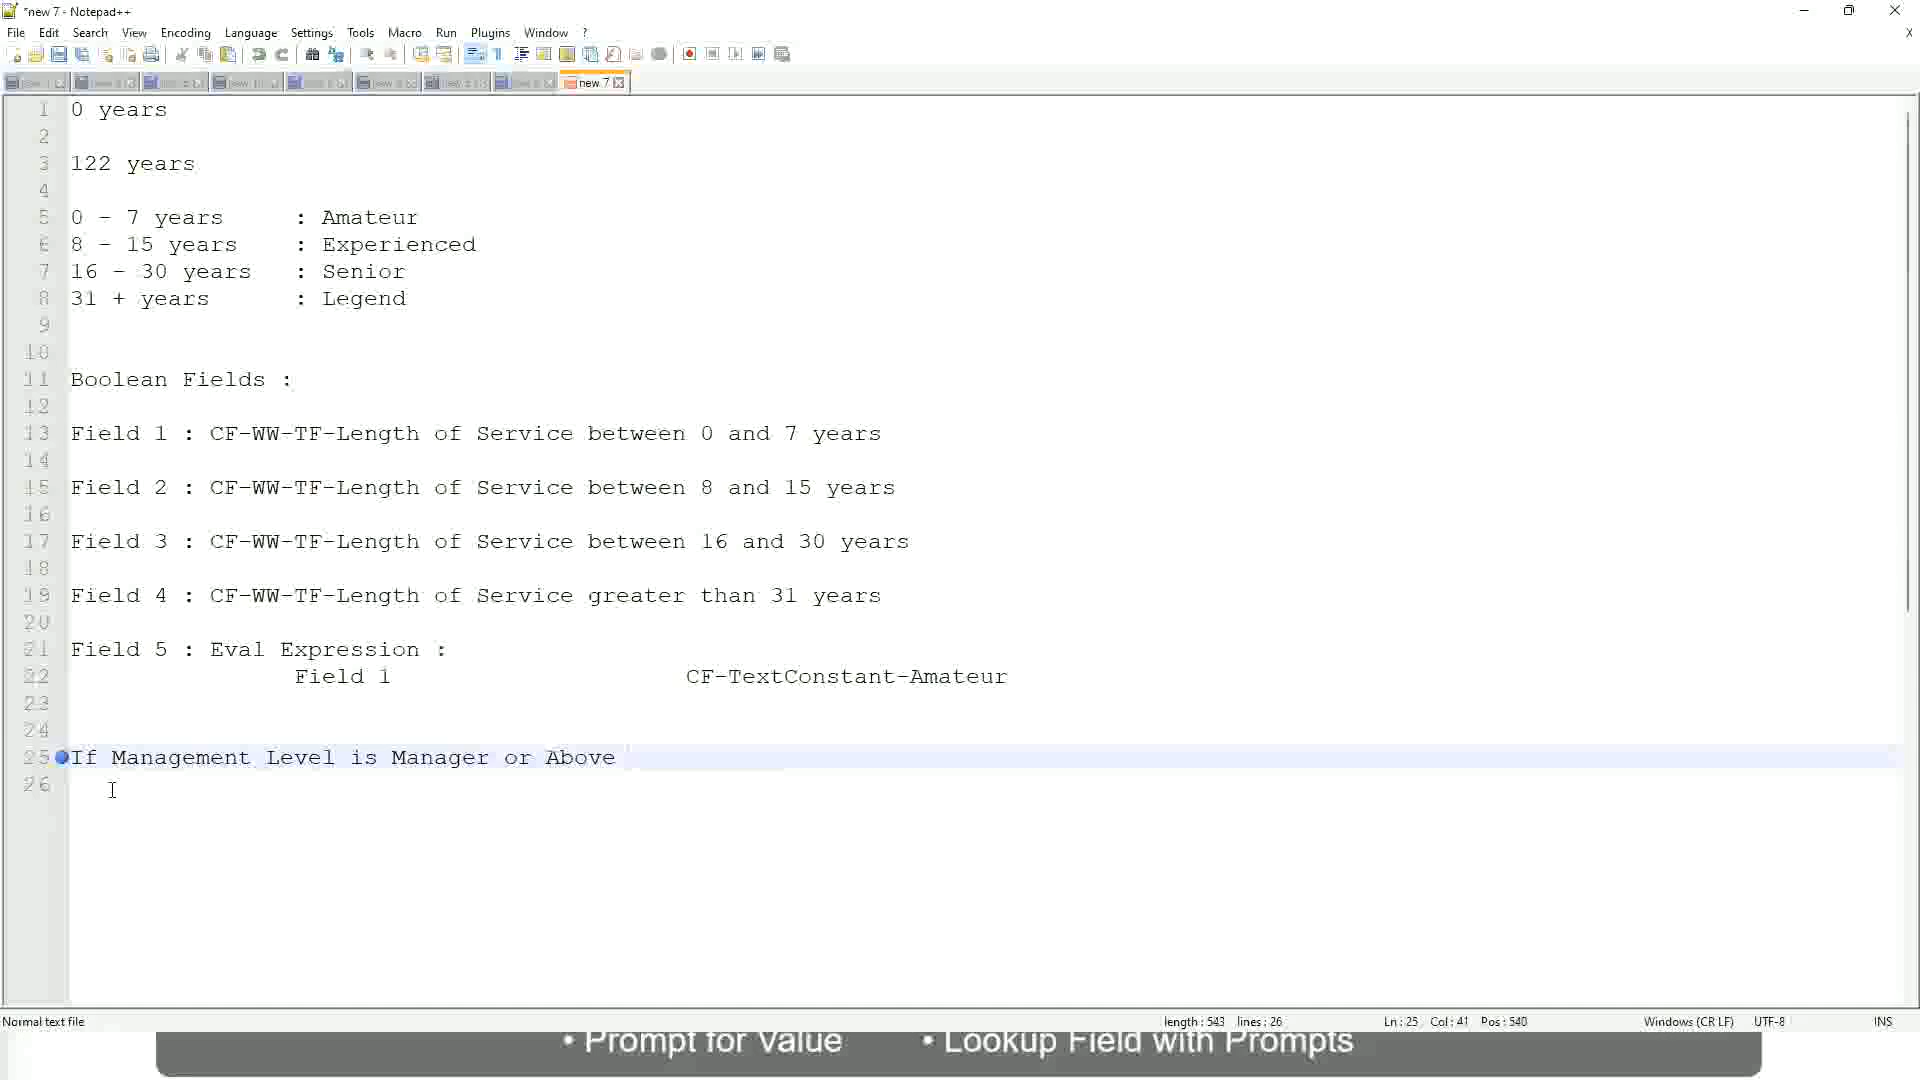 *new 7 - Notepad++
File Edit Search View Encoding Language Settings Tools Macro Run Plugins Window ?
X
new 7
1 0 years
2
3 122 years
4
5 0 - 7 years : Amateur
6 8 - 15 years : Experienced
7 16 - 30 years : Senior
8 31 + years : Legend
9
10
11 Boolean Fields :
12
13 Field 1 : CF-WW-TF-Length of Service between 0 and 7 years
14
15 Field 2 : CF-WW-TF-Length of Service between 8 and 15 years
16
17 Field 3 : CF-WW-TF-Length of Service between 16 and 30 years
18
19 Field 4 : CF-WW-TF-Length of Service greater than 31 years
20
21 Field 5 : Eval Expression :
22 Field 1 CF-TextConstant-Amateur
23
24
25 If Management Level is Manager or Above
26
Normal text file length : 543 lines : 26 Ln : 25 Col : 41 Pos : 540 Windows (CR LF) UTF-8 INS
• Prompt for Value • Lookup Field with Prompts